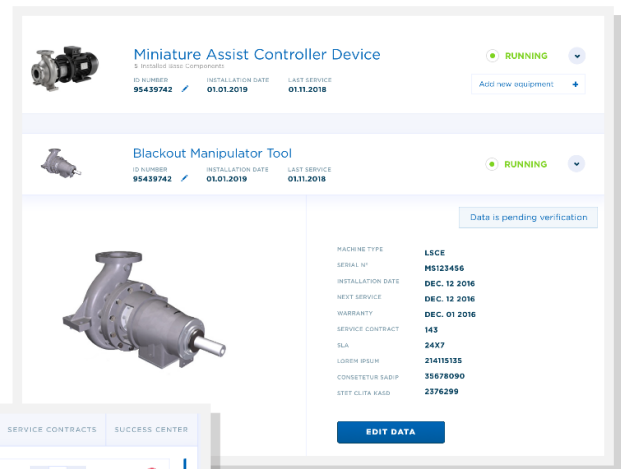 Miniature Assist Controller Device
5 Installed Base Components
ID NUMBER INSTALLATION DATE LAST SERVICE
95439742 01.01.2019 01.11.2018
RUNNING
Add new equipment +
Blackout Manipulator Tool
ID NUMBER INSTALLATION DATE LAST SERVICE
95439742 01.01.2019 01.11.2018
RUNNING
Data is pending verification
MACHINE TYPE LSCE
SERIAL N° MS123456
INSTALLATION DATE DEC. 12 2016
NEXT SERVICE DEC. 12 2016
WARRANTY DEC. 01 2016
SERVICE CONTRACT 143
SLA 24X7
LOREM IPSUM 214115135
CONSETETUR SADIP 35678090
STET CLITA KASD 2376299
EDIT DATA
SERVICE CONTRACTS SUCCESS CENTER